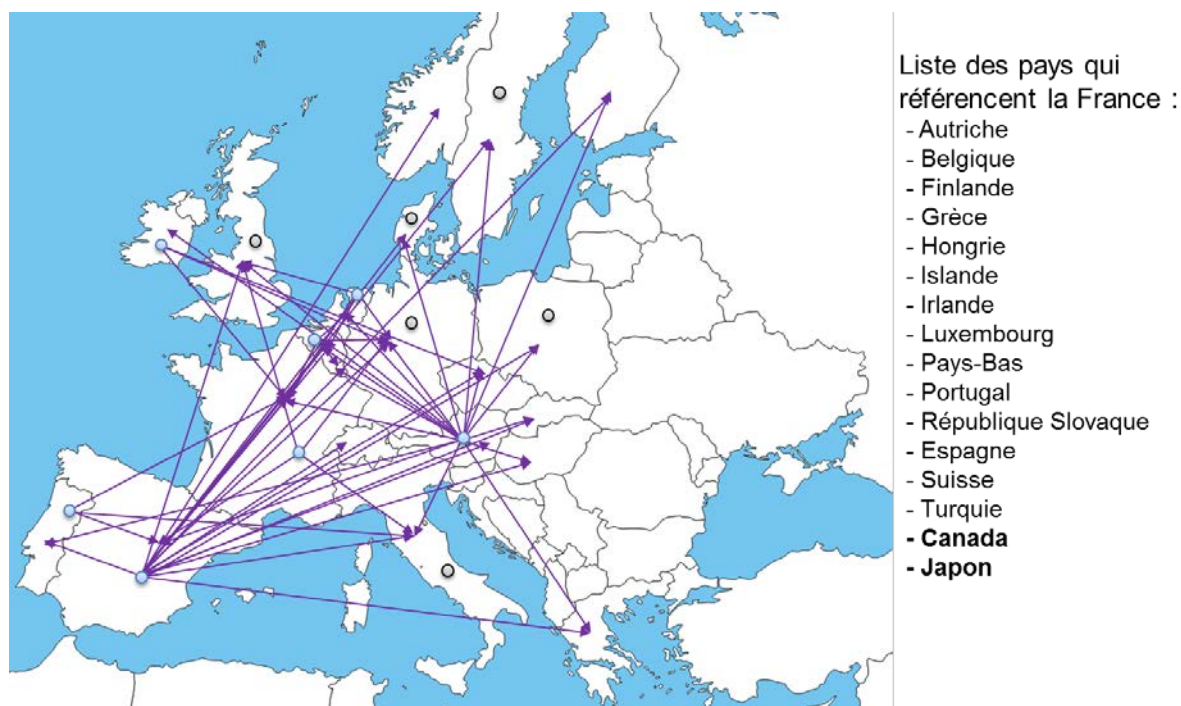 Liste des pays qui
référencent la France :
- Autriche
- Belgique
- Finlande
- Grèce
- Hongrie
- Islande
- Irlande
- Luxembourg
- Pays-Bas
- Portugal
- République Slovaque
- Espagne
- Suisse
- Turquie
- Canada
- Japon